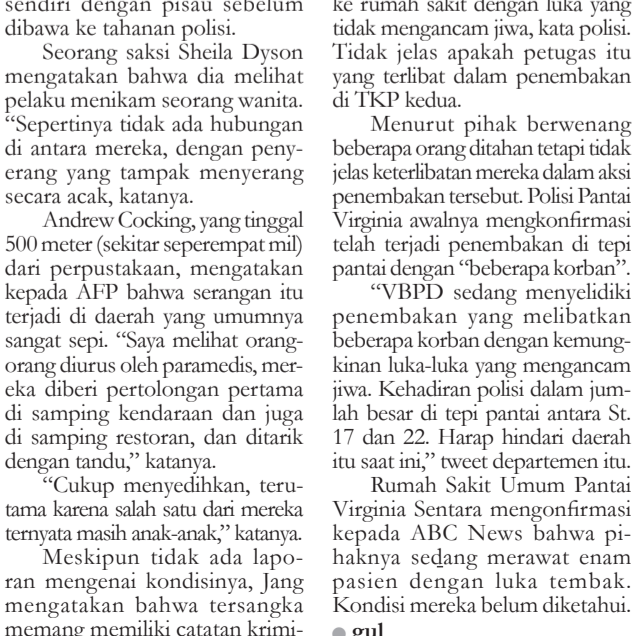 sendiri dengan pisau sebelum
dibawa ke tahanan polisi.
Seorang saksi Sheila Dyson
mengatakan bahwa dia melihat
pelaku menikam seorang wanita.
“Sepertinya tidak ada hubungan
di antara mereka, dengan peny-
erang yang tampak menyerang
secara acak, katanya.
Andrew Cocking, yang tinggal
500 meter (sekitar seperempat mil)
dari perpustakaan, mengatakan
kepada AFP bahwa serangan itu
terjadi di daerah yang umumnya
sangat sepi. “Saya melihat orang-
orang diurus oleh paramedis, mer-
eka diberi pertolongan pertama
di samping kendaraan dan juga
di samping restoran, dan ditarik
dengan tandu,” katanya.
“Cukup menyedihkan, teru-
tama karena salah satu dari mereka
ternyata masih anak-anak,” katanya.
Meskipun tidak ada lapo-
ran mengenai kondisinya, Jang
mengatakan bahwa tersangka
memang memiliki catatan krimi-
ke rumah sakit dengan luka yang
tidak mengancam jiwa, kata polisi.
Tidak jelas apakah petugas itu
yang terlibat dalam penembakan
di TKP kedua.
Menurut pihak berwenang
beberapa orang ditahan tetapi tidak
jelas keterlibatan mereka dalam aksi
penembakan tersebut. Polisi Pantai
Virginia awalnya mengkonfirmasi
telah terjadi penembakan di tepi
pantai dengan “beberapa korban”.
“VBPD sedang menyelidiki
penembakan yang melibatkan
beberapa korban dengan kemung-
kinan luka-luka yang mengancam
jiwa. Kehadiran polisi dalam jum-
lah besar di tepi pantai antara St.
17 dan 22. Harap hindari daerah
itu saat ini,” tweet departemen itu.
Rumah Sakit Umum Pantai
Virginia Sentara mengonfirmasi
kepada ABC News bahwa pi-
haknya sedang merawat enam
pasien dengan luka tembak.
Kondisi mereka belum diketahui.
● gul